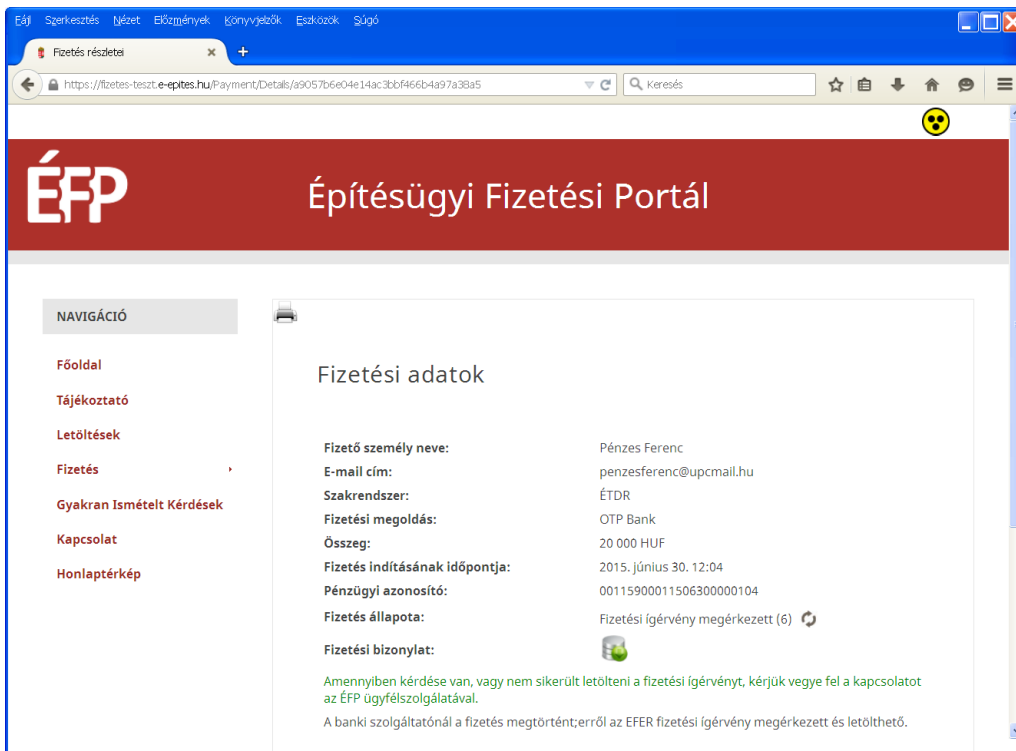 Fájl Szerkesztés Nézet Előzmények Könyvjelzők Eszközök Súgó
Fizetés részletei
https://fizetes-teszt.e-epites.hu/Payment/Details/a9057b6e04e14ac3bbf466b4a97a38a5 Keresés
ÉFP Építésügyi Fizetési Portál
NAVIGÁCIÓ
Főoldal
Tájékoztató
Letöltések
Fizetés
Gyakran Ismételt Kérdések
Kapcsolat
Honlaptérkép
Fizetési adatok
Fizető személy neve: Pénzes Ferenc
E-mail cím: penzesferenc@upcmail.hu
Szakrendszer: ÉTDR
Fizetési megoldás: OTP Bank
Összeg: 20 000 HUF
Fizetés indításának időpontja: 2015. június 30. 12:04
Pénzügyi azonosító: 00115900011506300000104
Fizetés állapota: Fizetési ígérvény megérkezett (6)
Fizetési bizonylat:
Amennyiben kérdése van, vagy nem sikerült letölteni a fizetési ígérvényt, kérjük vegye fel a kapcsolatot
az ÉFP ügyfélszolgálatával.
A banki szolgáltatónál a fizetés megtörtént;erről az EFER fizetési ígérvény megérkezett és letölthető.